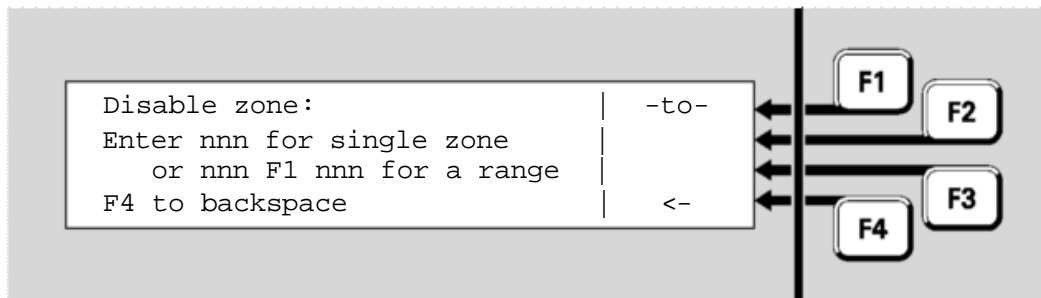 Disable zone: | -to-
Enter nnn for single zone |
or nnn F1 nnn for a range |
F4 to backspace | <-
F1
F2
F3
F4